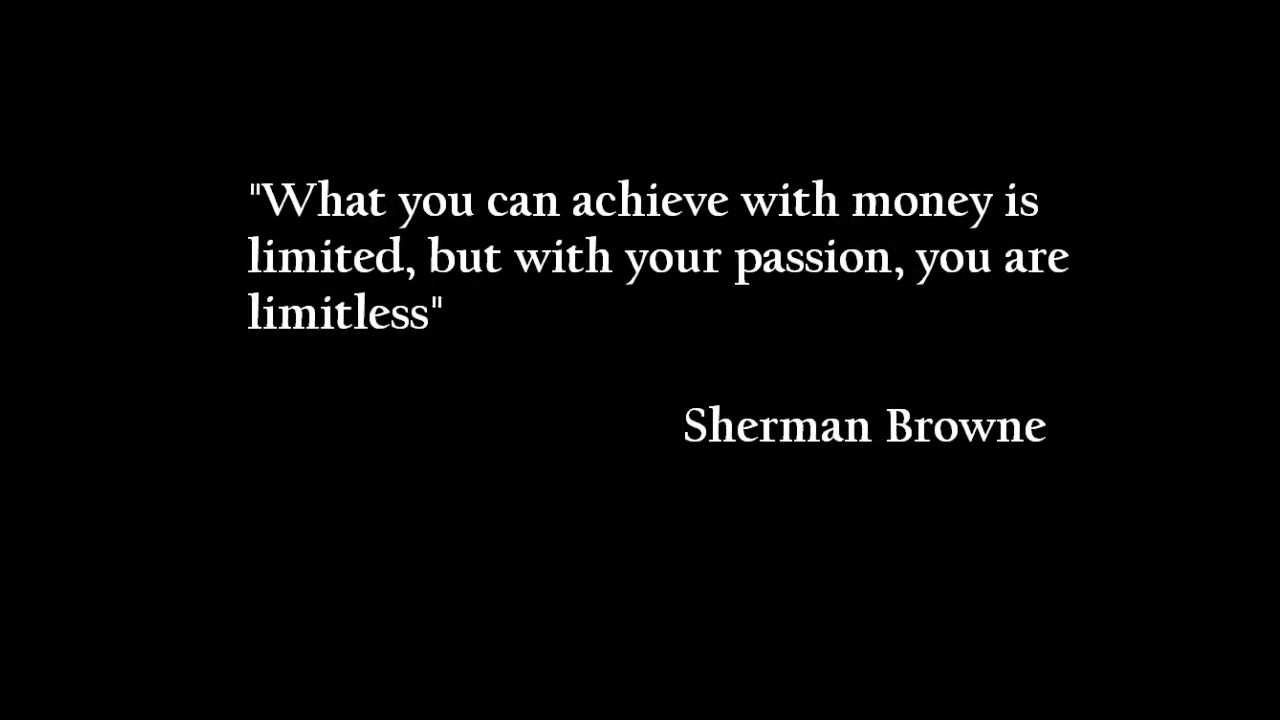 "What you can achieve with money is
limited, but with your passion, you are
limitless"
Sherman Browne